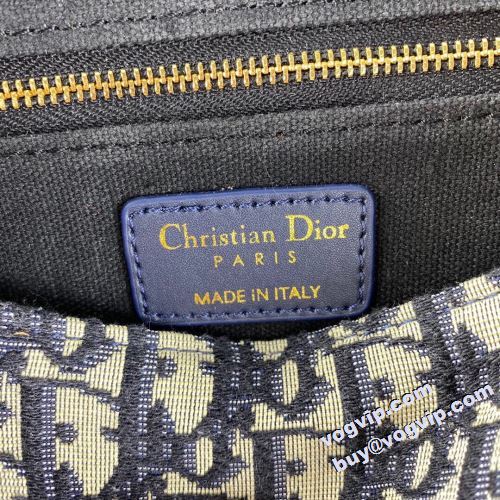 Christian Dior
PARIS
MADE IN ITALY
vogvip.com
buy@vogvip.com